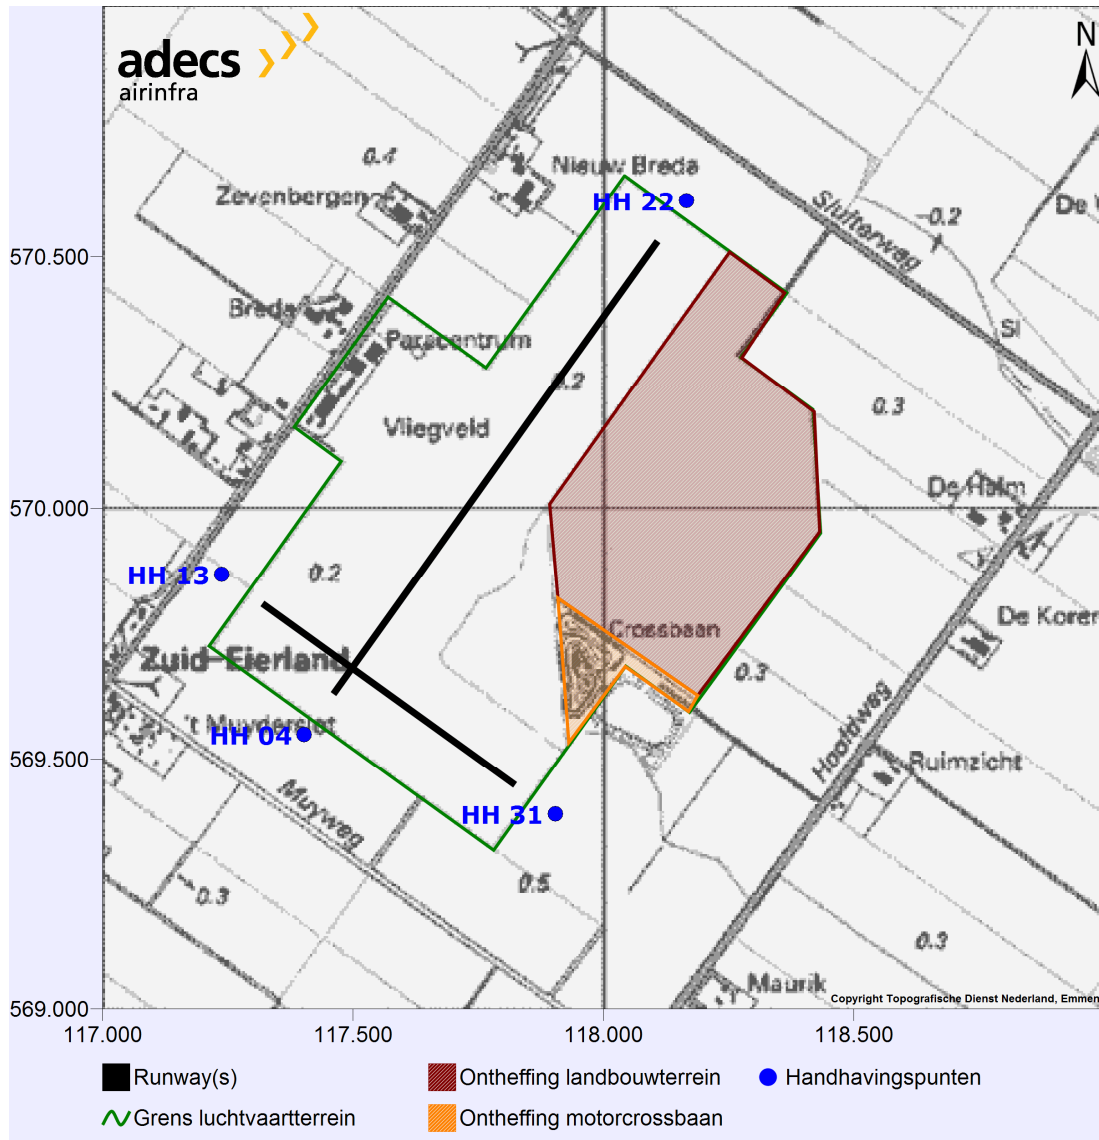 adecs
airinfra
N
0.4
Nieuw Breda
Zevenbergen
HH 22
Sluiterweg
-0.2
De
570.500
Breda
Paracentrum
Sl
0.2
0.3
Vliegveld
De Halm
570.000
HH 13
0.2
De Koren
Crossbaan
Zuid-Eierland
0.3
't Muyderslot
HH 04
Hoofdweg
Ruimzicht
569.500
Muyweg
HH 31
0.5
0.3
0.3
Maurik
Copyright Topografische Dienst Nederland, Emmen
569.000
117.000
117.500
118.000
118.500
Runway(s)
Ontheffing landbouwterrein
Handhavingspunten
Grens luchtvaartterrein
Ontheffing motorcrossbaan